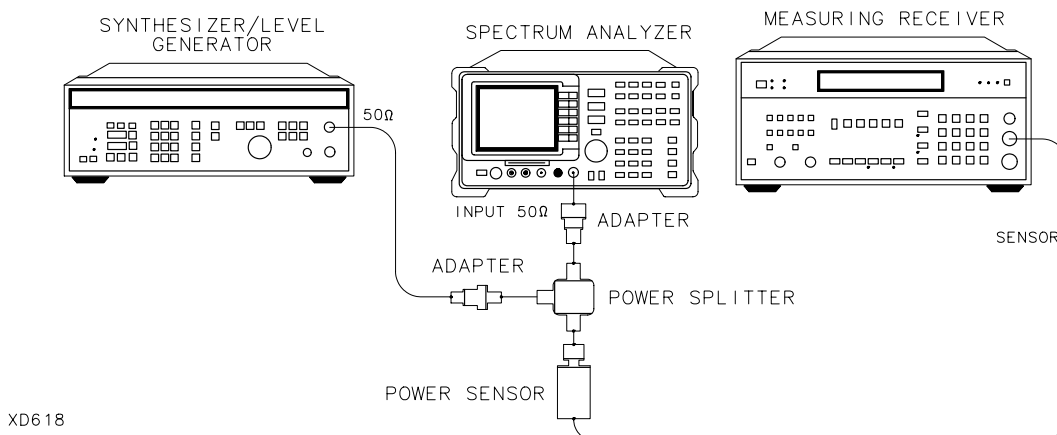 SYNTHESIZER/LEVEL
GENERATOR
SPECTRUM ANALYZER
MEASURING RECEIVER
50Ω
INPUT 50Ω
ADAPTER
SENSOR
ADAPTER
POWER SPLITTER
POWER SENSOR
XD618